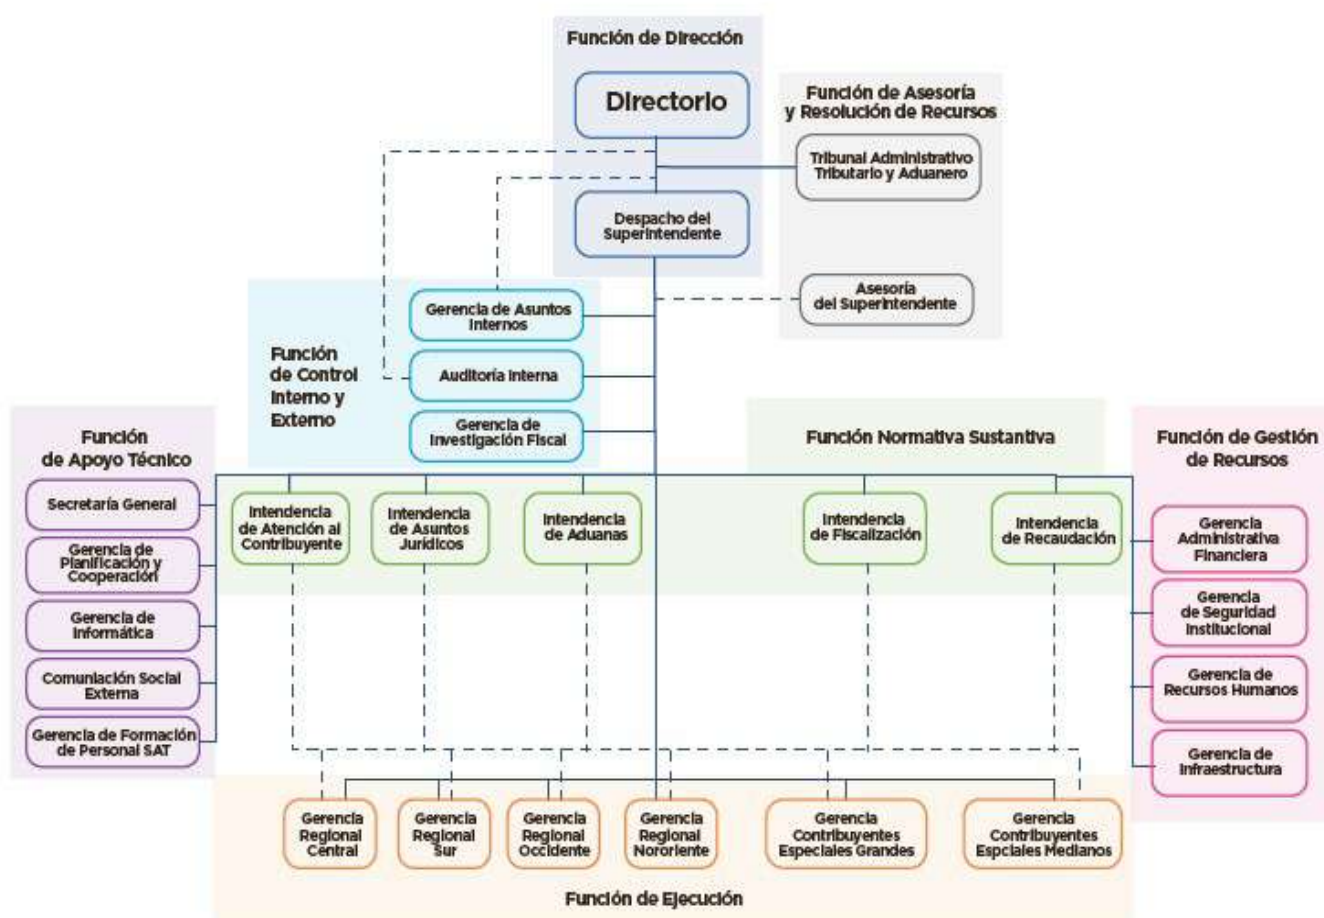 Función de Dirección
Directorio
Función de Asesoría
y Resolución de Recursos
Tribunal Administrativo
Tributario y Aduanero
Despacho del
Superintendente
Asesoría
del Superintendente
Gerencia de Asuntos
Internos
Función
de Control
Interno y
Externo
Auditoría Interna
Gerencia de
Investigación Fiscal
Función
de Apoyo Técnico
Función Normativa Sustantiva
Función de Gestión
de Recursos
Secretaría General
Gerencia de
Planificación y
Cooperación
Gerencia de
Informática
Comuniación Social
Externa
Gerencia de Formación
de Personal SAT
Intendencia
de Atención al
Contribuyente
Intendencia
de Asuntos
Jurídicos
Intendencia
de Aduanas
Intendencia
de Fiscalización
Intendencia
de Recaudación
Gerencia
Administrativa
Financiera
Gerencia
de Seguridad
Institucional
Gerencia de
Recursos Humanos
Gerencia de
Infraestructura
Gerencia
Regional
Central
Gerencia
Regional
Sur
Gerencia
Regional
Occidente
Gerencia
Regional
Nororiente
Gerencia
Contribuyentes
Especiales Grandes
Gerencia
Contribuyentes
Espciales Medianos
Función de Ejecución